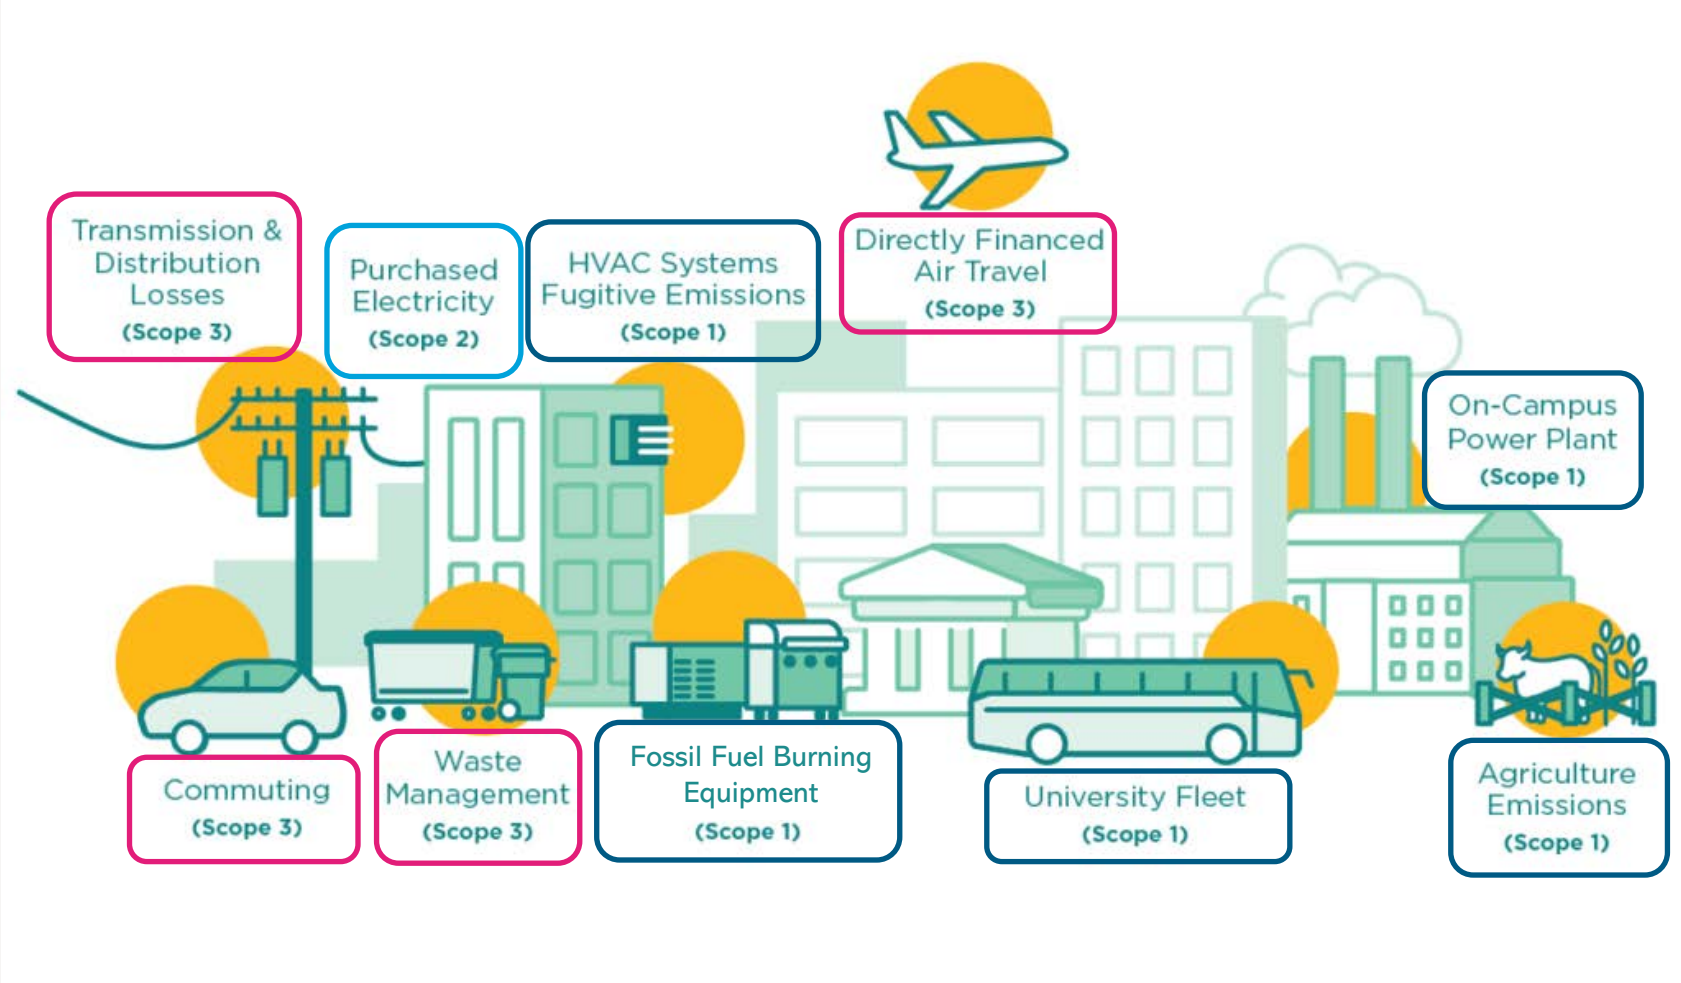 Directly Financed
Air Travel
(Scope 3)
Transmission &
Distribution
Losses
(Scope 3)
Purchased
Electricity
(Scope 2)
HVAC Systems
Fugitive Emissions
(Scope 1)
On-Campus
Power Plant
(Scope 1)
Commuting
(Scope 3)
Waste
Management
(Scope 3)
Fossil Fuel Burning
Equipment
(Scope 1)
University Fleet
(Scope 1)
Agriculture
Emissions
(Scope 1)